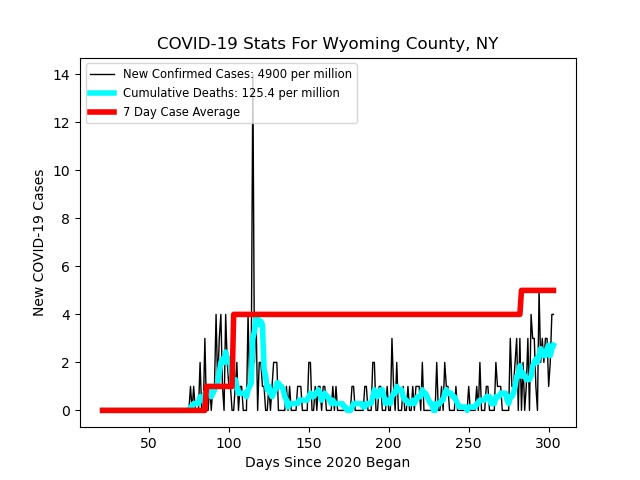 COVID-19 Stats For Wyoming County, NY
New Confirmed Cases: 4900 per million
Cumulative Deaths: 125.4 per million
7 Day Case Average
New COVID-19 Cases
14
12
10
8
6
4
2
0
50 100 150 200 250 300
Days Since 2020 Began